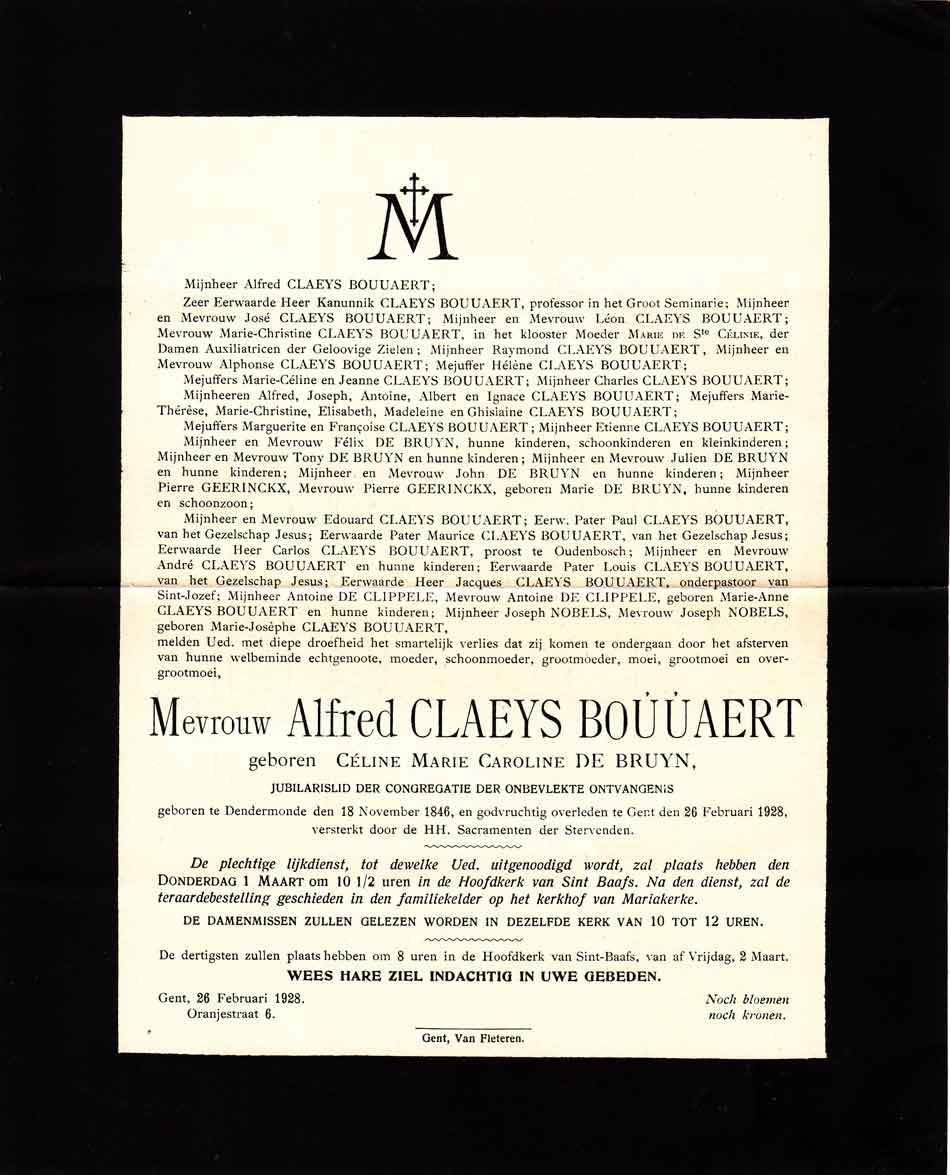 M
Mijnheer Alfred CLAEYS BOUUAERT;
Zeer Eerwaarde Heer Kanunnik CLAEYS BOUUAERT, professor in het Groot Seminarie; Mijnheer
en Mevrouw José CLAEYS BOUUAERT; Mijnheer en Mevrouw Léon CLAEYS BOUUAERT;
Mevrouw Marie-Christine CLAEYS BOUUAERT, in het klooster Moeder MARIE DE Ste CÉLINIE, der
Damen Auxiliatricen der Geloovige Zielen; Mijnheer Raymond CLAEYS BOUUAERT, Mijnheer en
Mevrouw Alphonse CLAEYS BOUUAERT; Mejuffer Hélène CLAEYS BOUUAERT;
Mejuffers Marie-Céline en Jeanne CLAEYS BOUUAERT; Mijnheer Charles CLAEYS BOUUAERT;
Mijnheeren Alfred, Joseph, Antoine, Albert en Ignace CLAEYS BOUUAERT; Mejuffers Marie-
Thérèse, Marie-Christine, Elisabeth, Madeleine en Ghislaine CLAEYS BOUUAERT;
Mejuffers Marguerite en Françoise CLAEYS BOUUAERT; Mijnheer Etienne CLAEYS BOUUAERT;
Mijnheer en Mevrouw Félix DE BRUYN, hunne kinderen, schoonkinderen en kleinkinderen;
Mijnheer en Mevrouw Tony DE BRUYN en hunne kinderen; Mijnheer en Mevrouw Julien DE BRUYN
en hunne kinderen; Mijnheer en Mevrouw John DE BRUYN en hunne kinderen; Mijnheer
Pierre GEERINCKX, Mevrouw Pierre GEERINCKX, geboren Marie DE BRUYN, hunne kinderen
en schoonzoon;
Mijnheer en Mevrouw Edouard CLAEYS BOUUAERT; Eerw. Pater Paul CLAEYS BOUUAERT,
van het Gezelschap Jesus; Eerwaarde Pater Maurice CLAEYS BOUUAERT, van het Gezelschap Jesus;
Eerwaarde Heer Carlos CLAEYS BOUUAERT, proost te Oudenbosch; Mijnheer en Mevrouw
André CLAEYS BOUUAERT en hunne kinderen; Eerwaarde Pater Louis CLAEYS BOUUAERT,
van het Gezelschap Jesus; Eerwaarde Heer Jacques CLAEYS BOUUAERT, onderpastoor van
Sint-Jozef; Mijnheer Antoine DE CLIPPELE, Mevrouw Antoine DE CLIPPELE, geboren Marie-Anne
CLAEYS BOUUAERT en hunne kinderen; Mijnheer Joseph NOBELS, Mevrouw Joseph NOBELS,
geboren Marie-Josèphe CLAEYS BOUUAERT,
melden Ued. met diepe droefheid het smartelijk verlies dat zij komen te ondergaan door het afsterven
van hunne welbeminde echtgenoote, moeder, schoonmoeder, grootmoeder, moei, grootmoei en over-
grootmoei,
Mevrouw Alfred CLAEYS BOU̇U̇AERT
geboren CÉLINE MARIE CAROLINE DE BRUYN,
JUBILARISLID DER CONGREGATIE DER ONBEVLEKTE ONTVANGENIS
geboren te Dendermonde den 18 November 1846, en godvruchtig overleden te Gent den 26 Februari 1928,
versterkt door de HH. Sacramenten der Stervenden.
De plechtige lijkdienst, tot dewelke Ued. uitgenoodigd wordt, zal plaats hebben den
DONDERDAG 1 MAART OM 10 1/2 uren in de Hoofdkerk van Sint Baafs. Na den dienst, zal de
teraardebestelling geschieden in den familiekelder op het kerkhof van Mariakerke.
DE DAMENMISSEN ZULLEN GELEZEN WORDEN IN DEZELFDE KERK VAN 10 TOT 12 UREN.
De dertigsten zullen plaats hebben om 8 uren in de Hoofdkerk van Sint-Baafs, van af Vrijdag, 2 Maart.
WEES HARE ZIEL INDACHTIG IN UWE GEBEDEN.
Gent, 26 Februari 1928. Noch bloemen
Oranjestraat 6. noch kronen.
Gent, Van Fleteren.